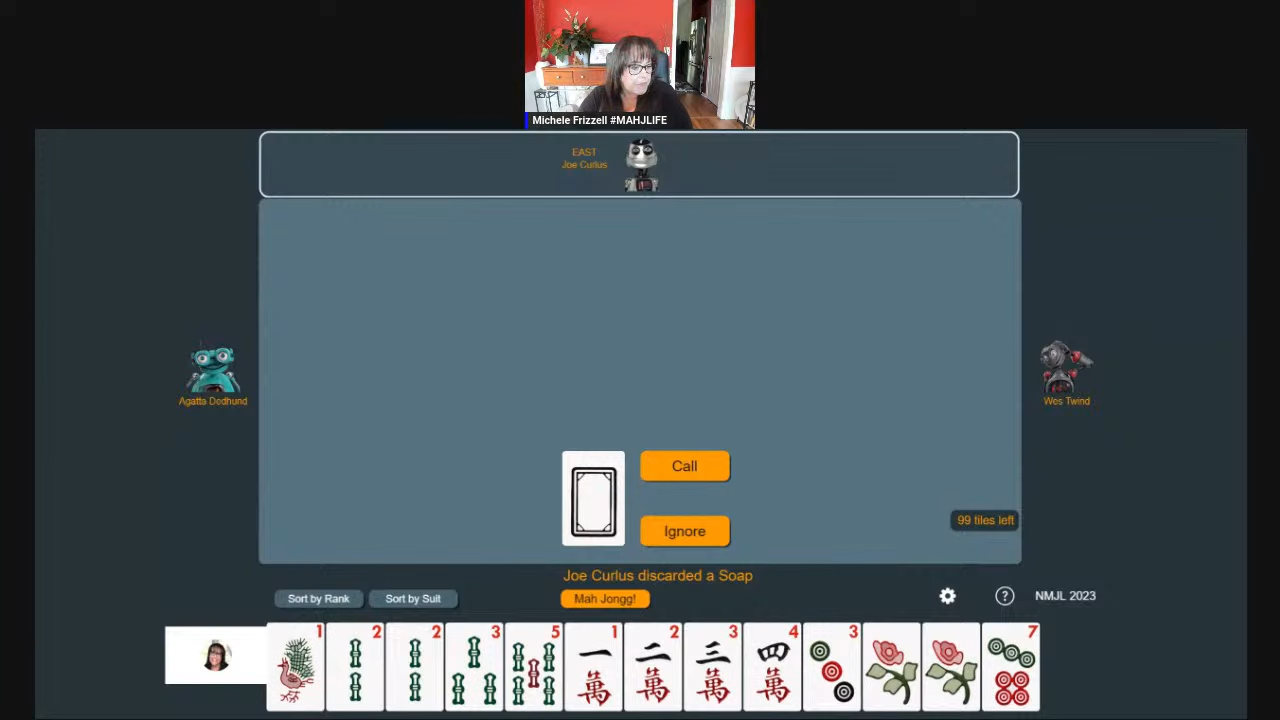 Michele Frizzell #MAHJLIFE
EAST
Joe Curlus
Agatta Dedhund
Wes Twind
Call
Ignore
99 tiles left
Joe Curlus discarded a Soap
Sort by Rank
Sort by Suit
Mah Jongg!
?
NMJL 2023
1 2 2 3 5 1 2 3 4 3 7
一 二 三 四
萬 萬 萬 萬